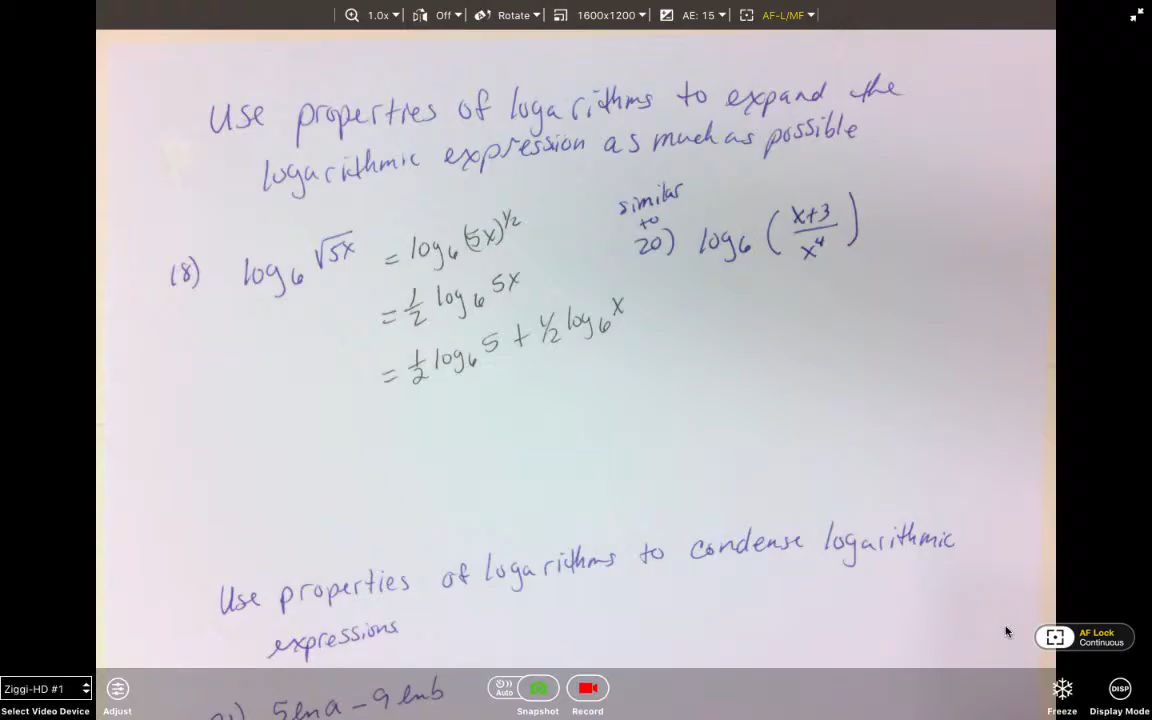 1.0x Off Rotate 1600x1200 AE: 15 AF-L/MF
Use properties of logarithms to expand the
logarithmic expression as much as possible
18) log₆ √5x = log₆ (5x)^1/2
= 1/2 log₆ 5x
= 1/2 log₆ 5 + 1/2 log₆ x
similar
to
20) log₆ ( x+3 / x⁴ )
Use properties of logarithms to condense logarithmic
expressions
5 ln a - 9 ln b
AF Lock
Continuous
Ziggi-HD #1
Select Video Device
Adjust
Auto
Snapshot
Record
Freeze
DISP
Display Mode